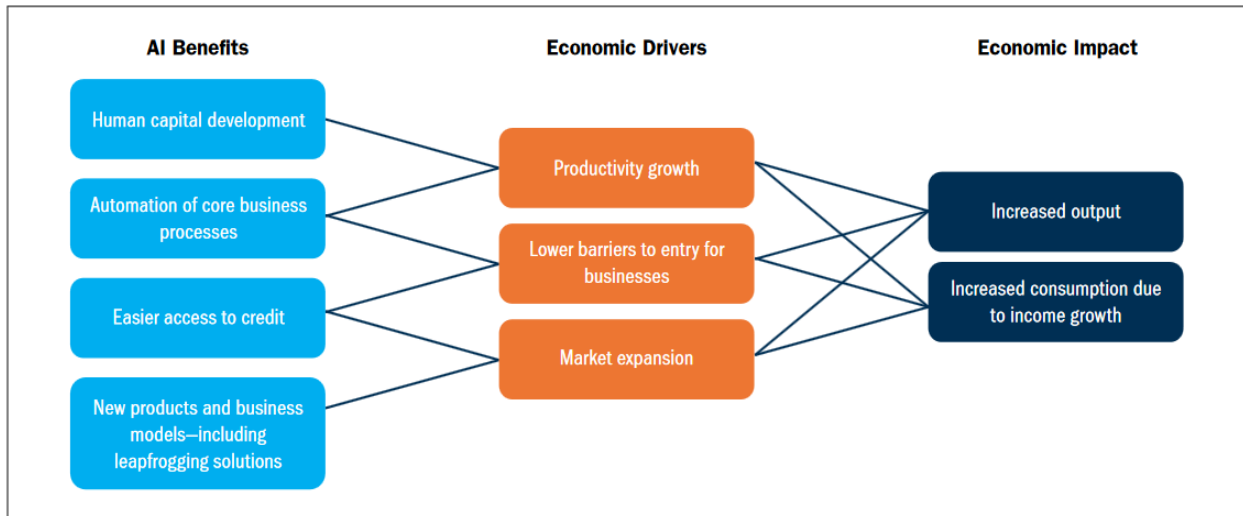 AI Benefits
Economic Drivers
Economic Impact
Human capital development
Automation of core business
processes
Easier access to credit
New products and business
models—including
leapfrogging solutions
Productivity growth
Lower barriers to entry for
businesses
Market expansion
Increased output
Increased consumption due
to income growth